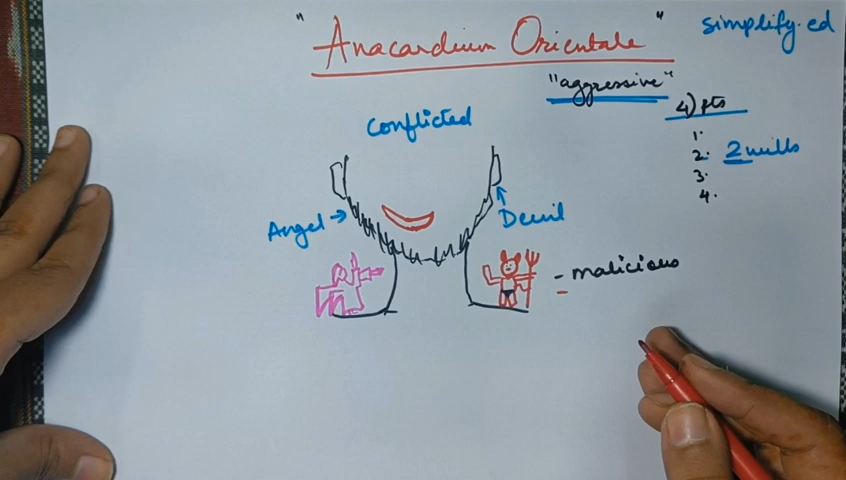 " Anacardium Orientale "
simplify.ed
"aggressive"
4) pts
1.
2. 2 wills
3.
4.
Conflicted
Angel →
Devil
- malicious
-